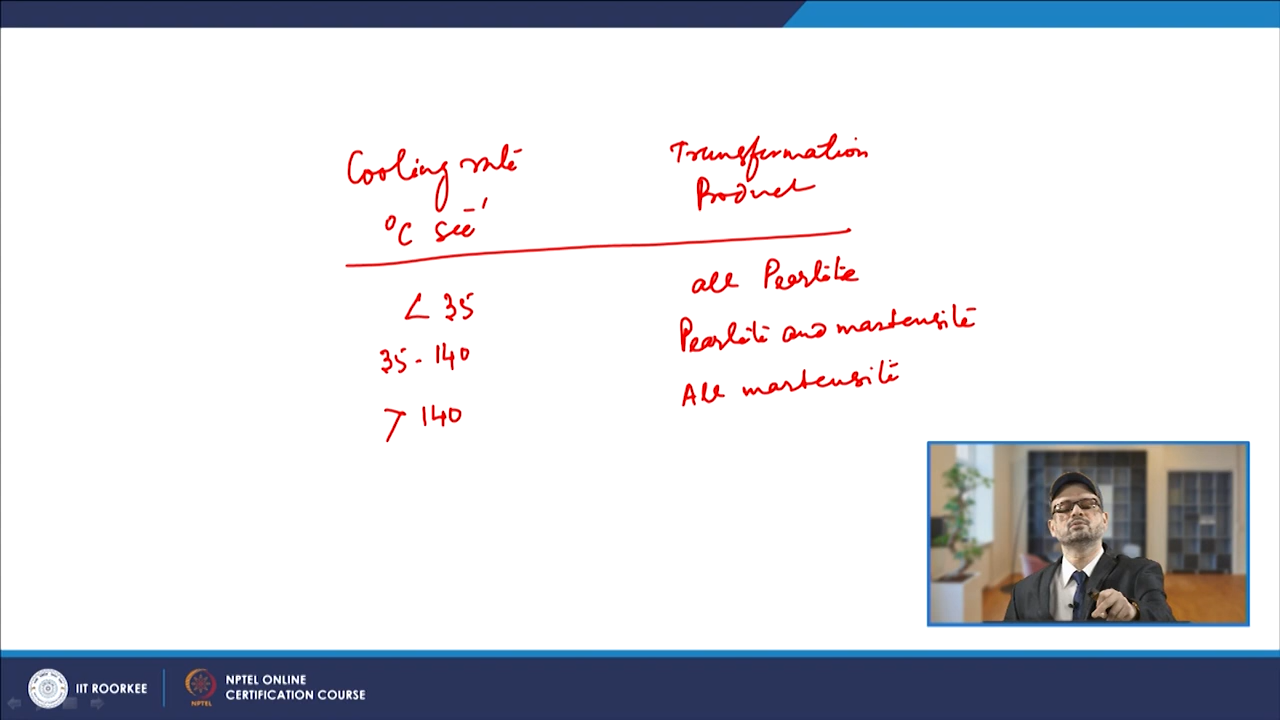 Cooling rate
Transformation
Product
°C sec⁻¹
< 35
all Pearlite
35 - 140
Pearlite and martensite
> 140
All martensite
IIT ROORKEE
NPTEL
NPTEL ONLINE
CERTIFICATION COURSE